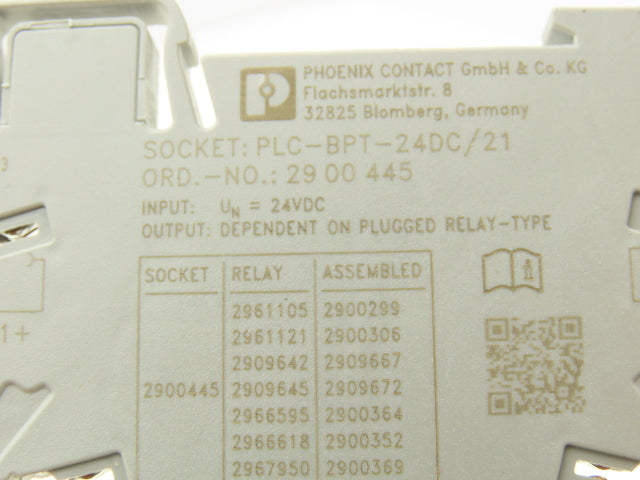 PHOENIX CONTACT GmbH & Co. KG
Flachsmarktstr. 8
32825 Blomberg, Germany
SOCKET: PLC-BPT-24DC/21
ORD.-NO.: 29 00 445
INPUT: UN = 24VDC
OUTPUT: DEPENDENT ON PLUGGED RELAY-TYPE
SOCKET RELAY ASSEMBLED
2961105 2900299
2961121 2900306
2909642 2909667
2900445 2909645 2909672
2966595 2900364
2966618 2900352
2967950 2900369
3
1+